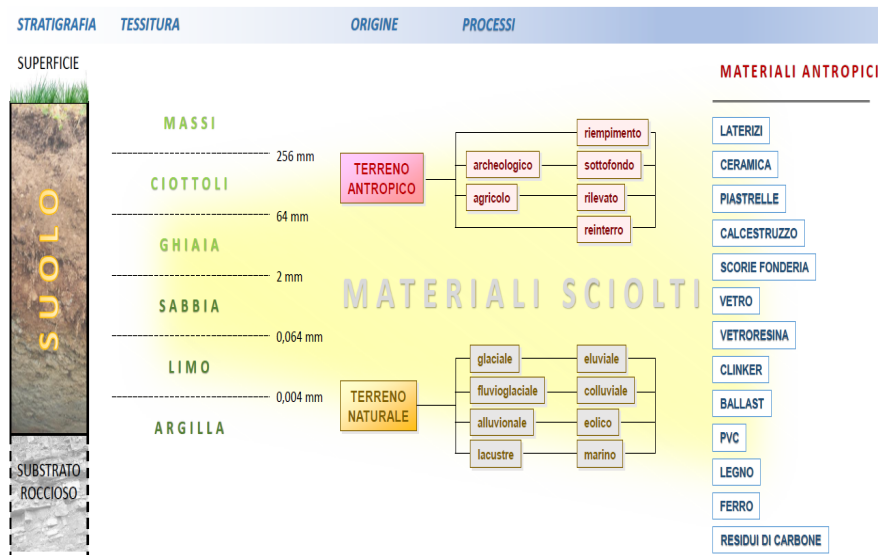 STRATIGRAFIA TESSITURA ORIGINE PROCESSI
SUPERFICIE
SUOLO
SUBSTRATO
ROCCIOSO
MASSI
256 mm
CIOTTOLI
64 mm
GHIAIA
2 mm
SABBIA
0,064 mm
LIMO
0,004 mm
ARGILLA
TERRENO
ANTROPICO
riempimento
archeologico sottofondo
agricolo rilevato
reinterro
MATERIALI SCIOLTI
TERRENO
NATURALE
glaciale eluviale
fluvioglaciale colluviale
alluvionale eolico
lacustre marino
MATERIALI ANTROPICI
LATERIZI
CERAMICA
PIASTRELLE
CALCESTRUZZO
SCORIE FONDERIA
VETRO
VETRORESINA
CLINKER
BALLAST
PVC
LEGNO
FERRO
RESIDUI DI CARBONE